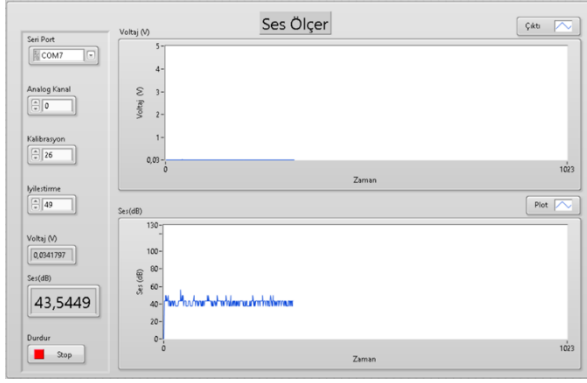 Ses Ölçer
Seri Port
COM7
Analog Kanal
0
Kalibrasyon
26
İyileştirme
49
Voltaj (V)
0,0341797
Ses(dB)
43,5449
Durdur
Stop
Voltaj (V)
Çıktı
Voltaj (V)
5
4
3
2
1
0,03
0
1023
Zaman
Ses(dB)
Plot
Ses (dB)
130
100
80
60
40
20
0
0
1023
Zaman